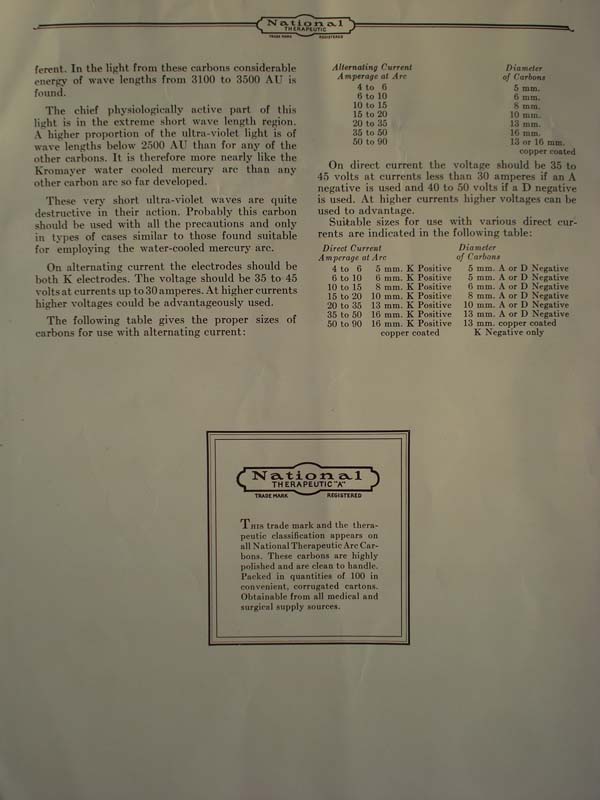 National
THERAPEUTIC
TRADE MARK REGISTERED
ferent. In the light from these carbons considerable
energy of wave lengths from 3100 to 3500 AU is
found.
The chief physiologically active part of this
light is in the extreme short wave length region.
A higher proportion of the ultra-violet light is of
wave lengths below 2500 AU than for any of the
other carbons. It is therefore more nearly like the
Kromayer water cooled mercury arc than any
other carbon arc so far developed.
These very short ultra-violet waves are quite
destructive in their action. Probably this carbon
should be used with all the precautions and only
in types of cases similar to those found suitable
for employing the water-cooled mercury arc.
On alternating current the electrodes should be
both K electrodes. The voltage should be 35 to 45
volts at currents up to 30 amperes. At higher currents
higher voltages could be advantageously used.
The following table gives the proper sizes of
carbons for use with alternating current:
Alternating Current Diameter
Amperage at Arc of Carbons
4 to 6 5 mm.
6 to 10 6 mm.
10 to 15 8 mm.
15 to 20 10 mm.
20 to 35 13 mm.
35 to 50 16 mm.
50 to 90 13 or 16 mm.
copper coated
On direct current the voltage should be 35 to
45 volts at currents less than 30 amperes if an A
negative is used and 40 to 50 volts if a D negative
is used. At higher currents higher voltages can be
used to advantage.
Suitable sizes for use with various direct cur-
rents are indicated in the following table:
Direct Current Diameter
Amperage at Arc of Carbons
4 to 6 5 mm. K Positive 5 mm. A or D Negative
6 to 10 6 mm. K Positive 5 mm. A or D Negative
10 to 15 8 mm. K Positive 6 mm. A or D Negative
15 to 20 10 mm. K Positive 8 mm. A or D Negative
20 to 35 13 mm. K Positive 10 mm. A or D Negative
35 to 50 16 mm. K Positive 13 mm. A or D Negative
50 to 90 16 mm. K Positive 13 mm. copper coated
copper coated K Negative only
National
THERAPEUTIC "A"
TRADE MARK REGISTERED
THIS trade mark and the thera-
peutic classification appears on
all National Therapeutic Arc Car-
bons. These carbons are highly
polished and are clean to handle.
Packed in quantities of 100 in
convenient, corrugated cartons.
Obtainable from all medical and
surgical supply sources.